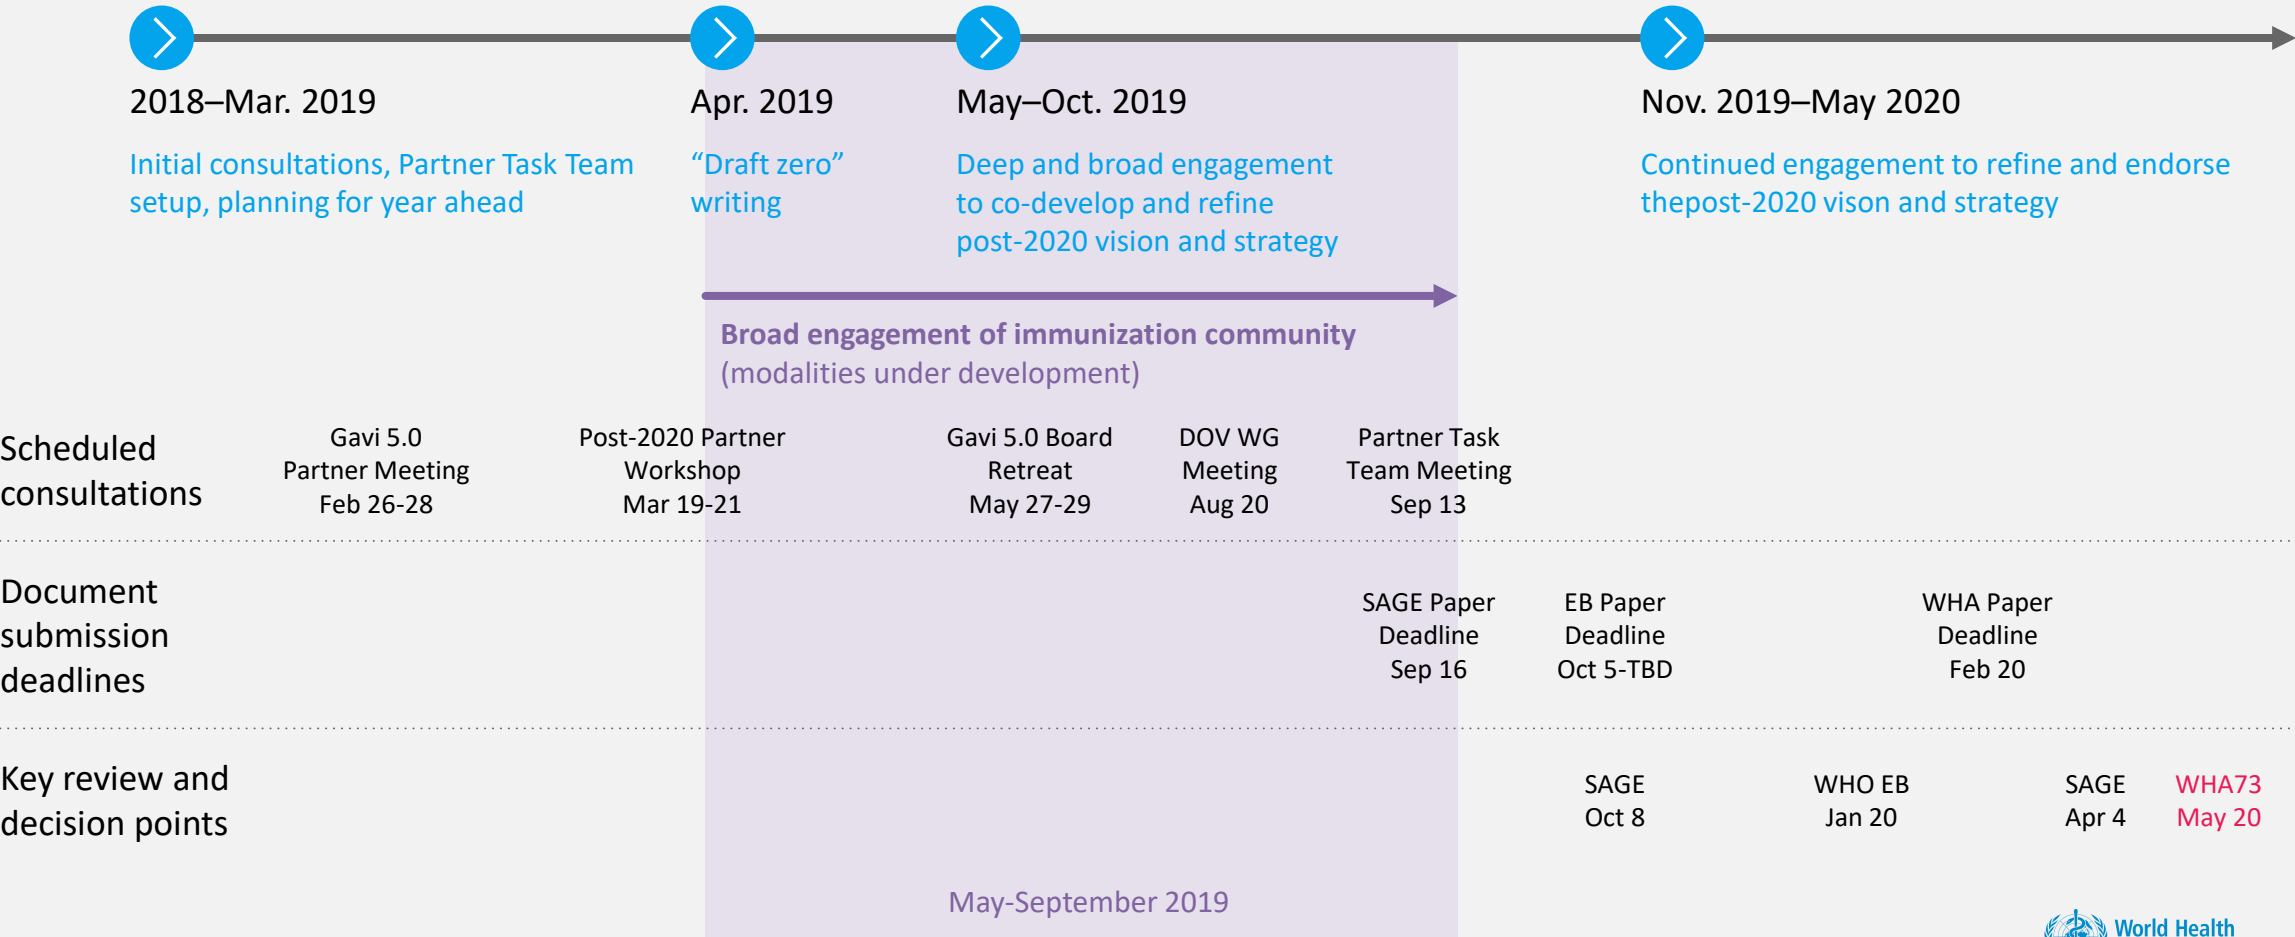 2018–Mar. 2019
Initial consultations, Partner Task Team
setup, planning for year ahead
Apr. 2019
“Draft zero”
writing
May–Oct. 2019
Deep and broad engagement
to co-develop and refine
post-2020 vision and strategy
Nov. 2019–May 2020
Continued engagement to refine and endorse
thepost-2020 vison and strategy
Broad engagement of immunization community
(modalities under development)
Scheduled
consultations
Gavi 5.0
Partner Meeting
Feb 26-28
Post-2020 Partner
Workshop
Mar 19-21
Gavi 5.0 Board
Retreat
May 27-29
DOV WG
Meeting
Aug 20
Partner Task
Team Meeting
Sep 13
Document
submission
deadlines
SAGE Paper
Deadline
Sep 16
EB Paper
Deadline
Oct 5-TBD
WHA Paper
Deadline
Feb 20
Key review and
decision points
SAGE
Oct 8
WHO EB
Jan 20
SAGE
Apr 4
WHA73
May 20
May-September 2019
World Health